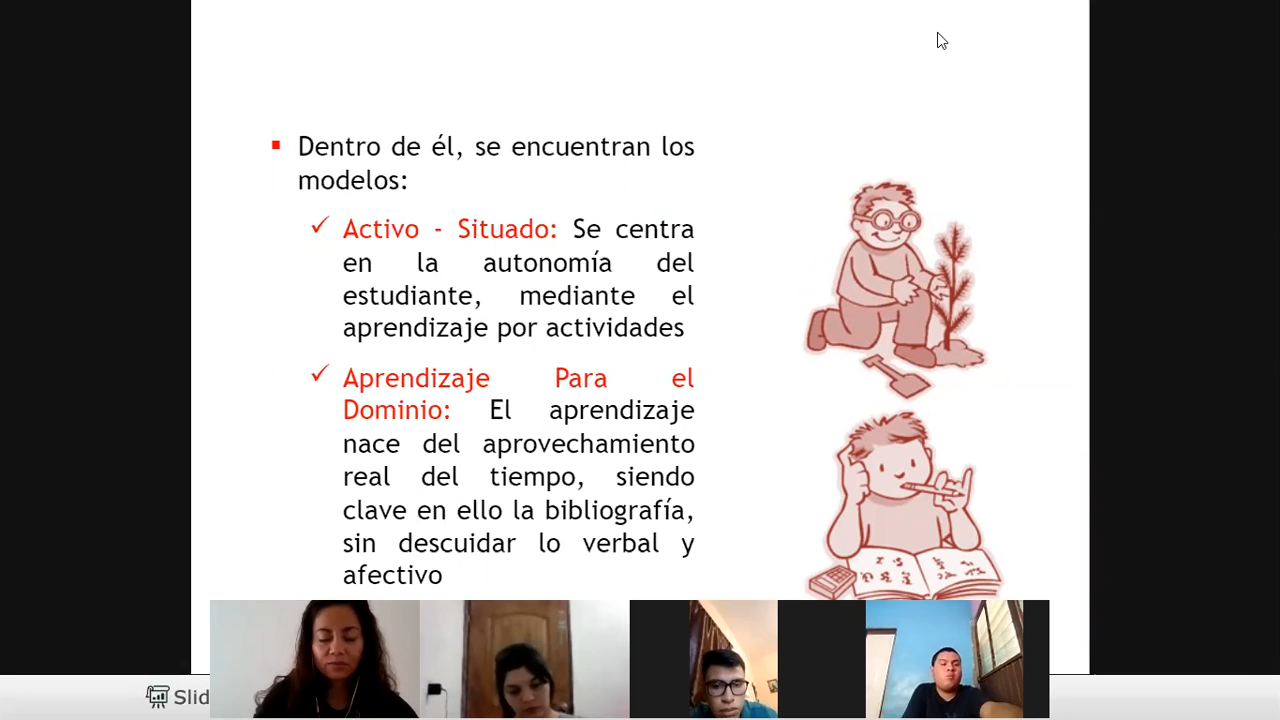 Dentro de él, se encuentran los
modelos:
Activo - Situado: Se centra
en la autonomía del
estudiante, mediante el
aprendizaje por actividades
Aprendizaje Para el
Dominio: El aprendizaje
nace del aprovechamiento
real del tiempo, siendo
clave en ello la bibliografía,
sin descuidar lo verbal y
afectivo
Slid